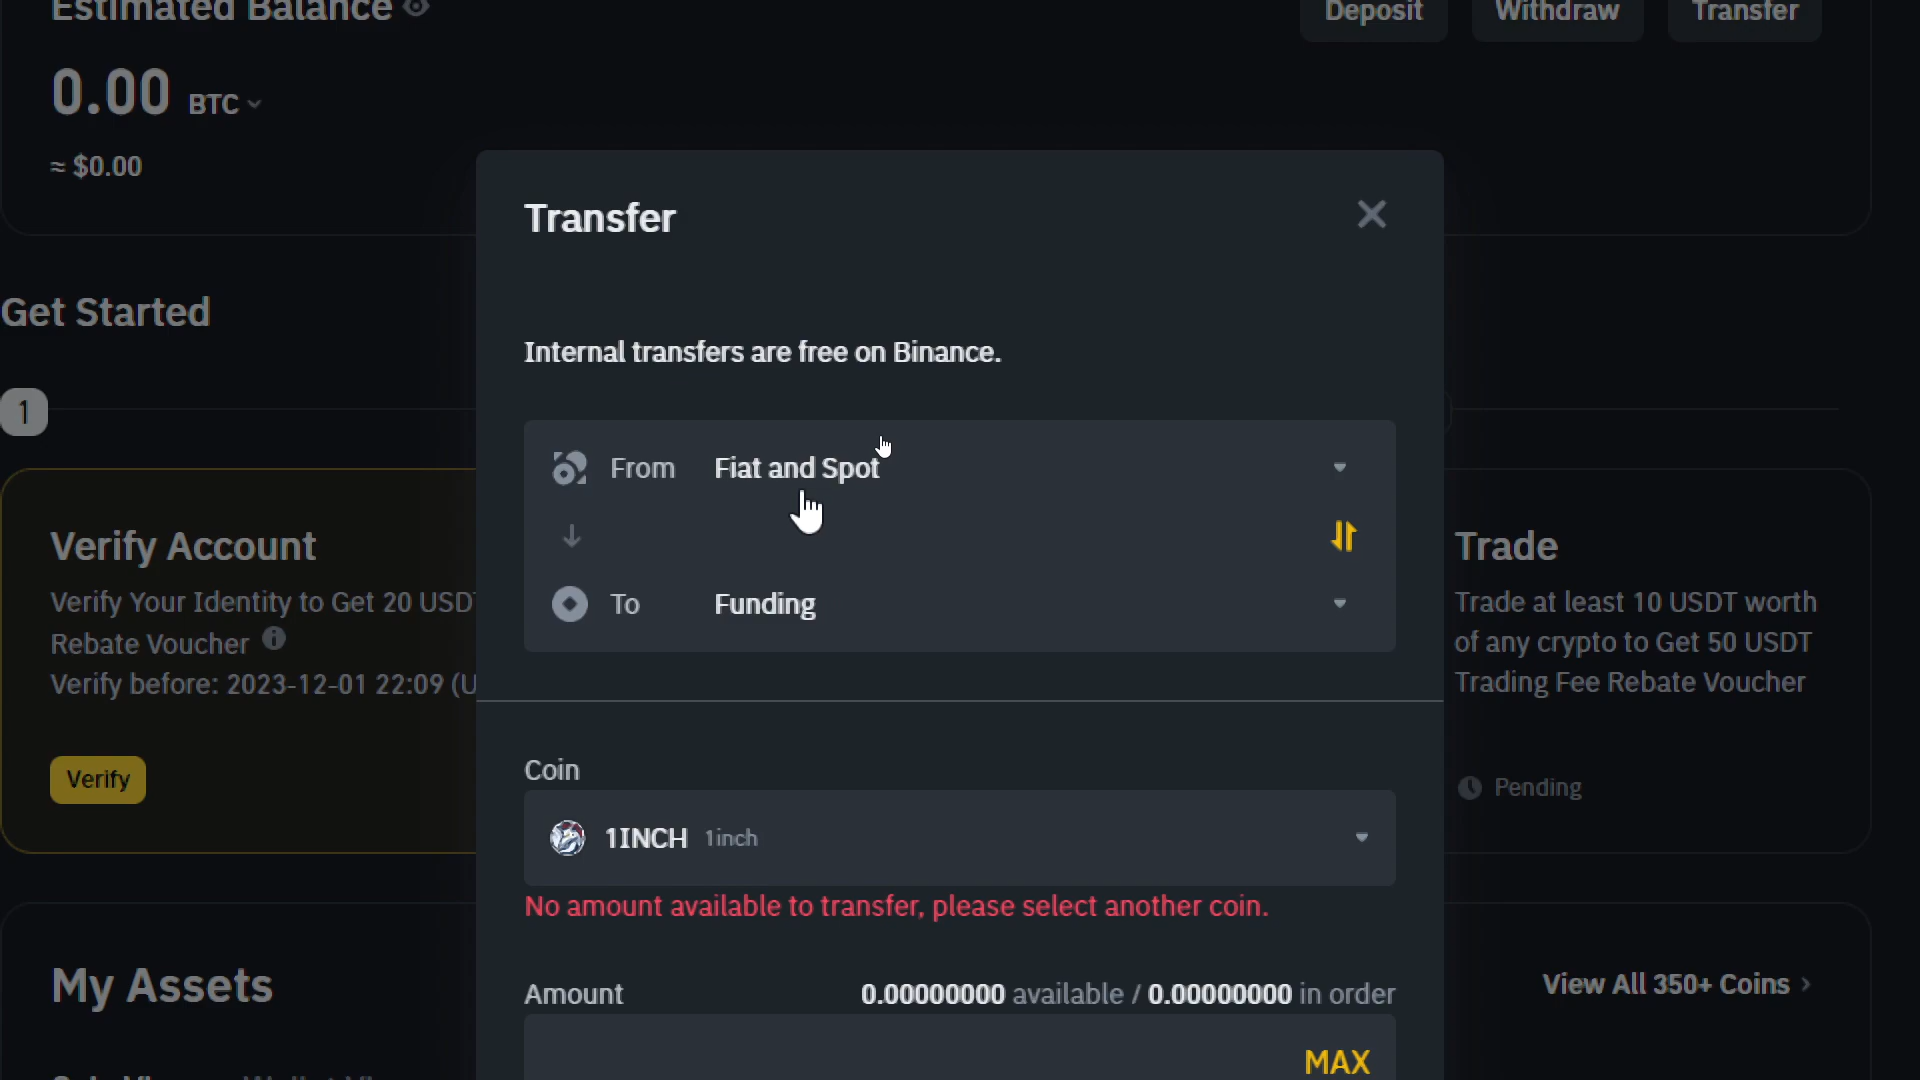 Estimated Balance
Deposit
Withdraw
Transfer
0.00 BTC
≈ $0.00
Transfer
Get Started
Internal transfers are free on Binance.
1
From Fiat and Spot
To Funding
Verify Account
Verify Your Identity to Get 20 USDT
Rebate Voucher
Verify before: 2023-12-01 22:09 (U
Verify
Trade
Trade at least 10 USDT worth
of any crypto to Get 50 USDT
Trading Fee Rebate Voucher
Pending
Coin
1INCH 1inch
No amount available to transfer, please select another coin.
My Assets
View All 350+ Coins
Amount
0.00000000 available / 0.00000000 in order
MAX